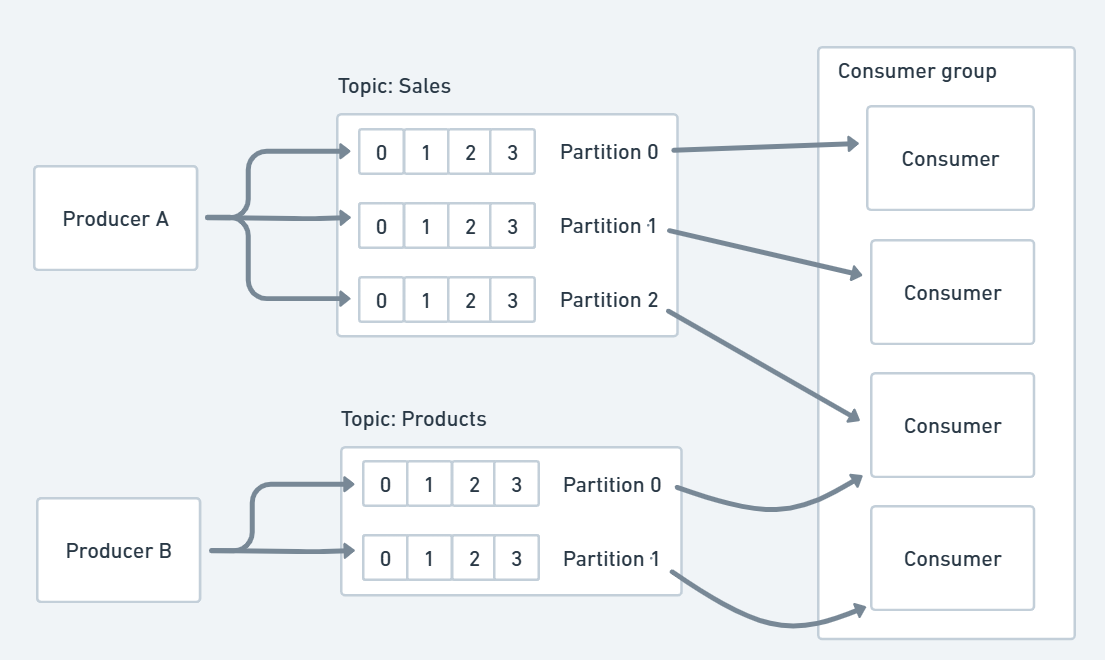 Consumer group
Topic: Sales
0 1 2 3 Partition 0
Consumer
Producer A
0 1 2 3 Partition 1
Consumer
0 1 2 3 Partition 2
Topic: Products
Consumer
0 1 2 3 Partition 0
Producer B
0 1 2 3 Partition 1
Consumer